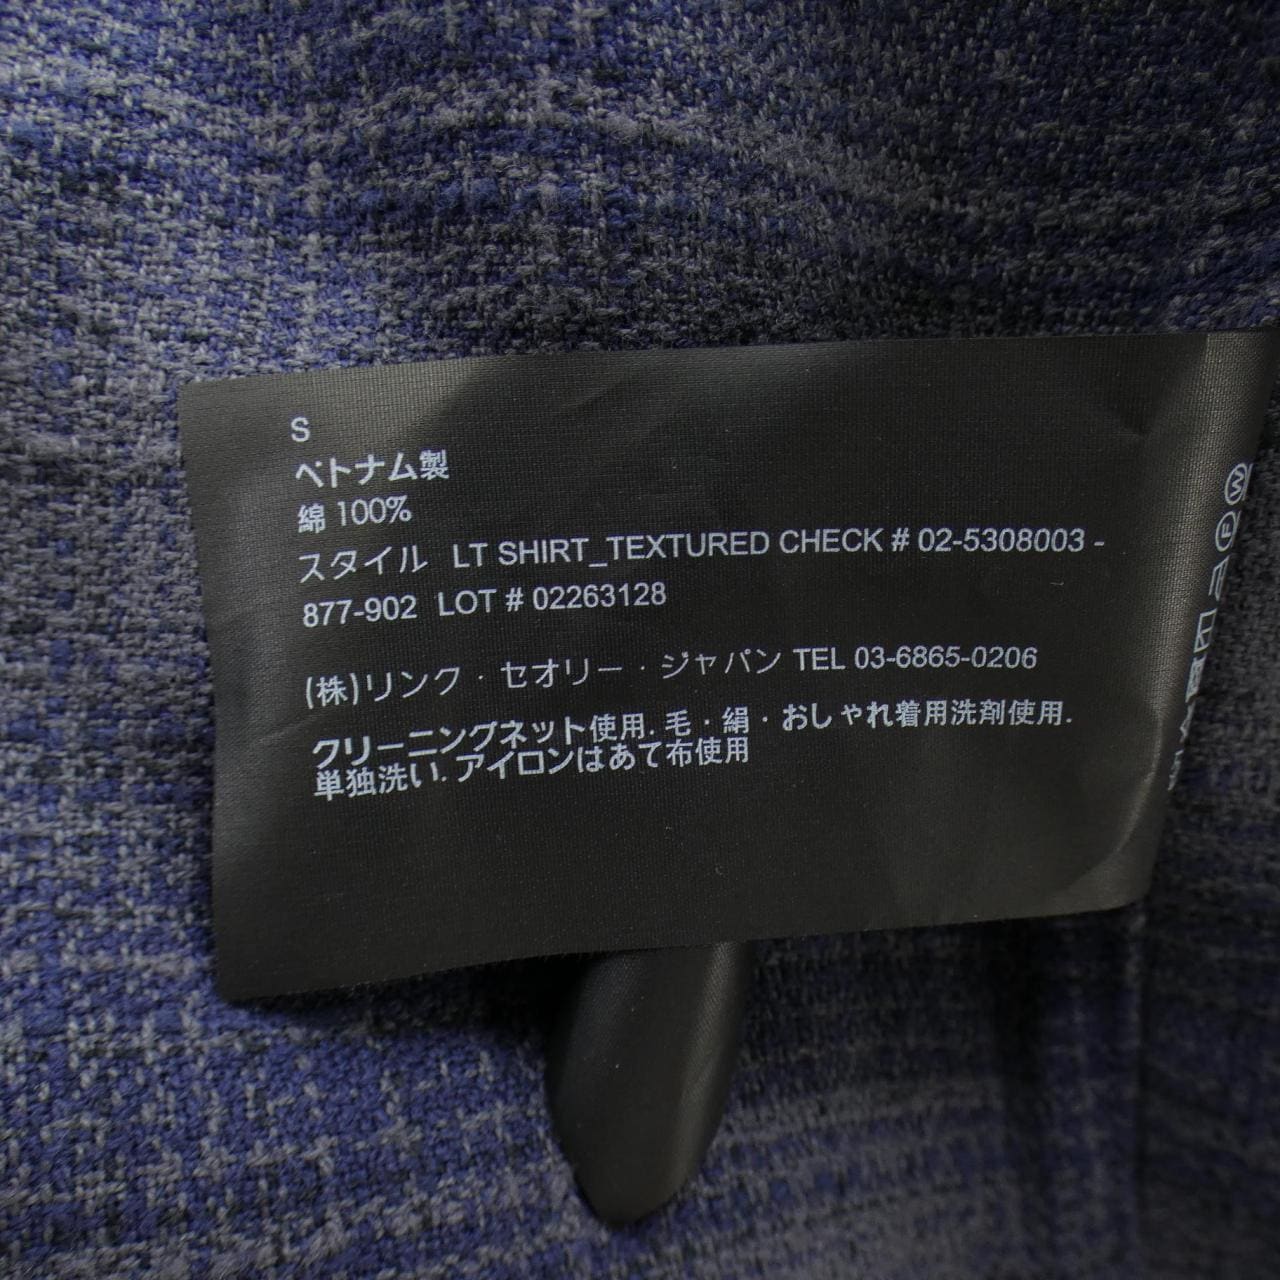 S
ベトナム製
綿 100%
スタイル LT SHIRT_TEXTURED CHECK # 02-5308003 -
877-902 LOT # 02263128
(株)リンク・セオリー・ジャパン TEL 03-6865-0206
クリーニングネット使用. 毛・絹・おしゃれ着用洗剤使用.
単独洗い. アイロンはあて布使用